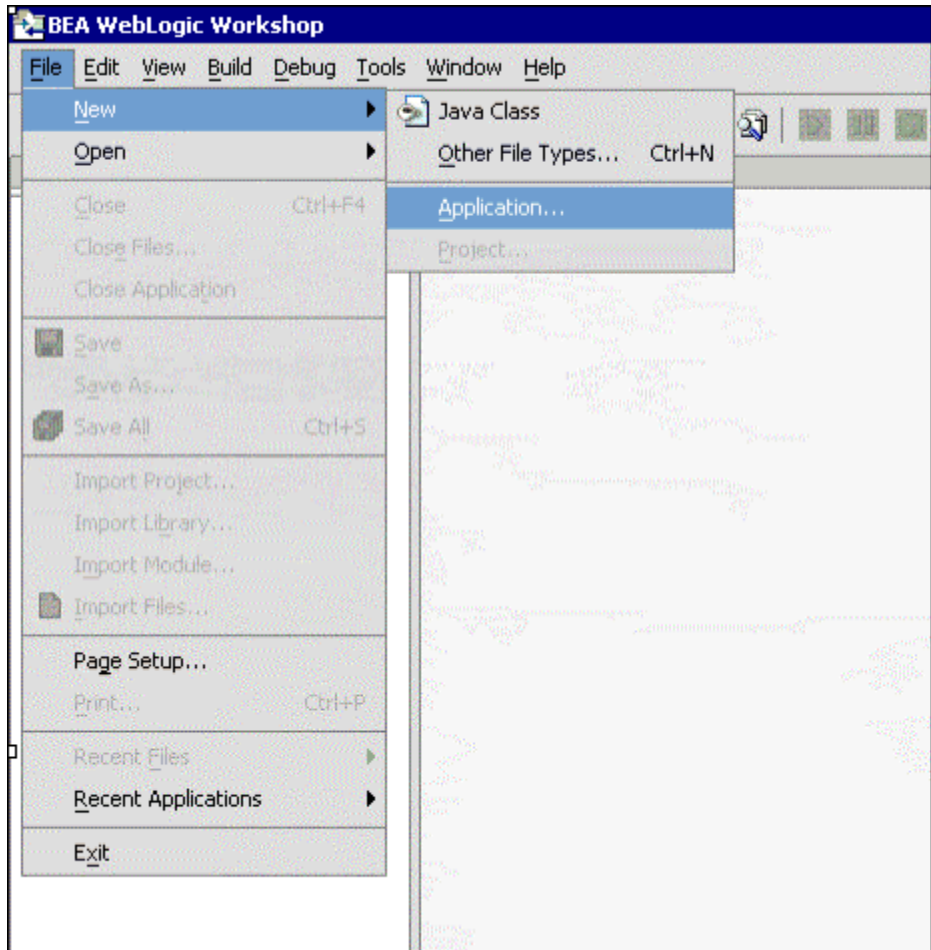 BEA WebLogic Workshop
File Edit View Build Debug Tools Window Help
New
Java Class
Open
Other File Types... Ctrl+N
Close Ctrl+F4
Application...
Close Files...
Project...
Close Application
Save
Save As...
Save All Ctrl+S
Import Project...
Import Library...
Import Module...
Import Files...
Page Setup...
Print... Ctrl+P
Recent Files
Recent Applications
Exit